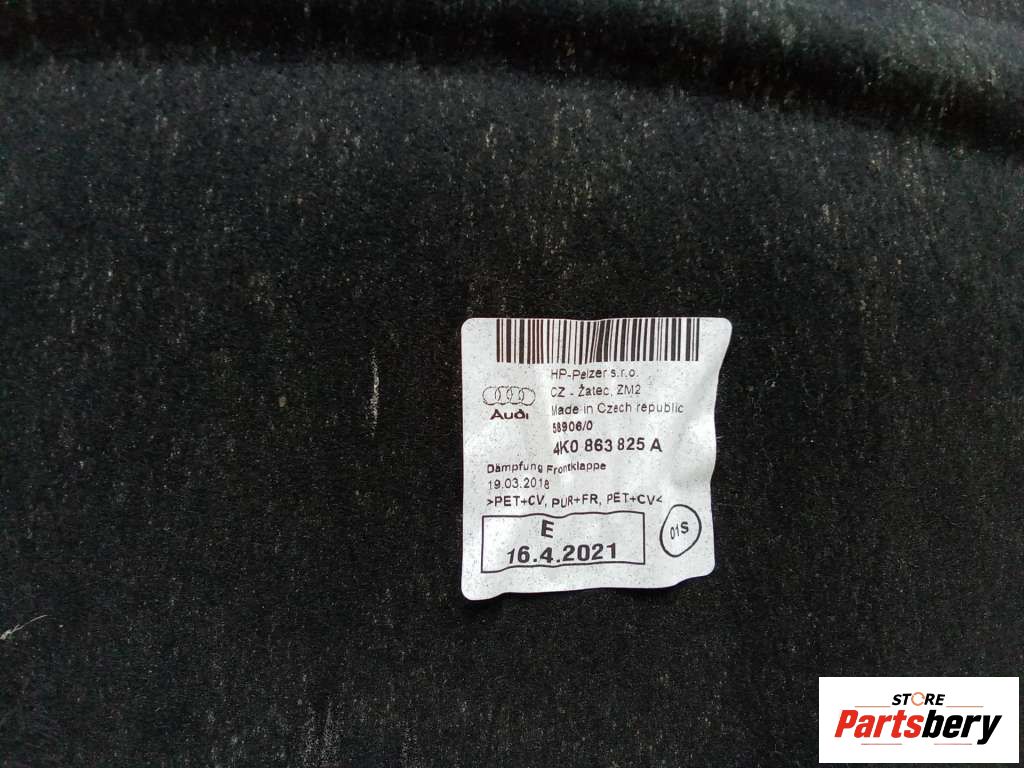 HP-Pelzer s.r.o.
CZ - Žatec, ZM2
Audi
Made in Czech republic
58906/0
4K0 863 825 A
Dämpfung Frontklappe
19.03.2018
>PET+CV, PUR+FR, PET+CV<
E
16.4.2021
01S
STORE
Partsbery